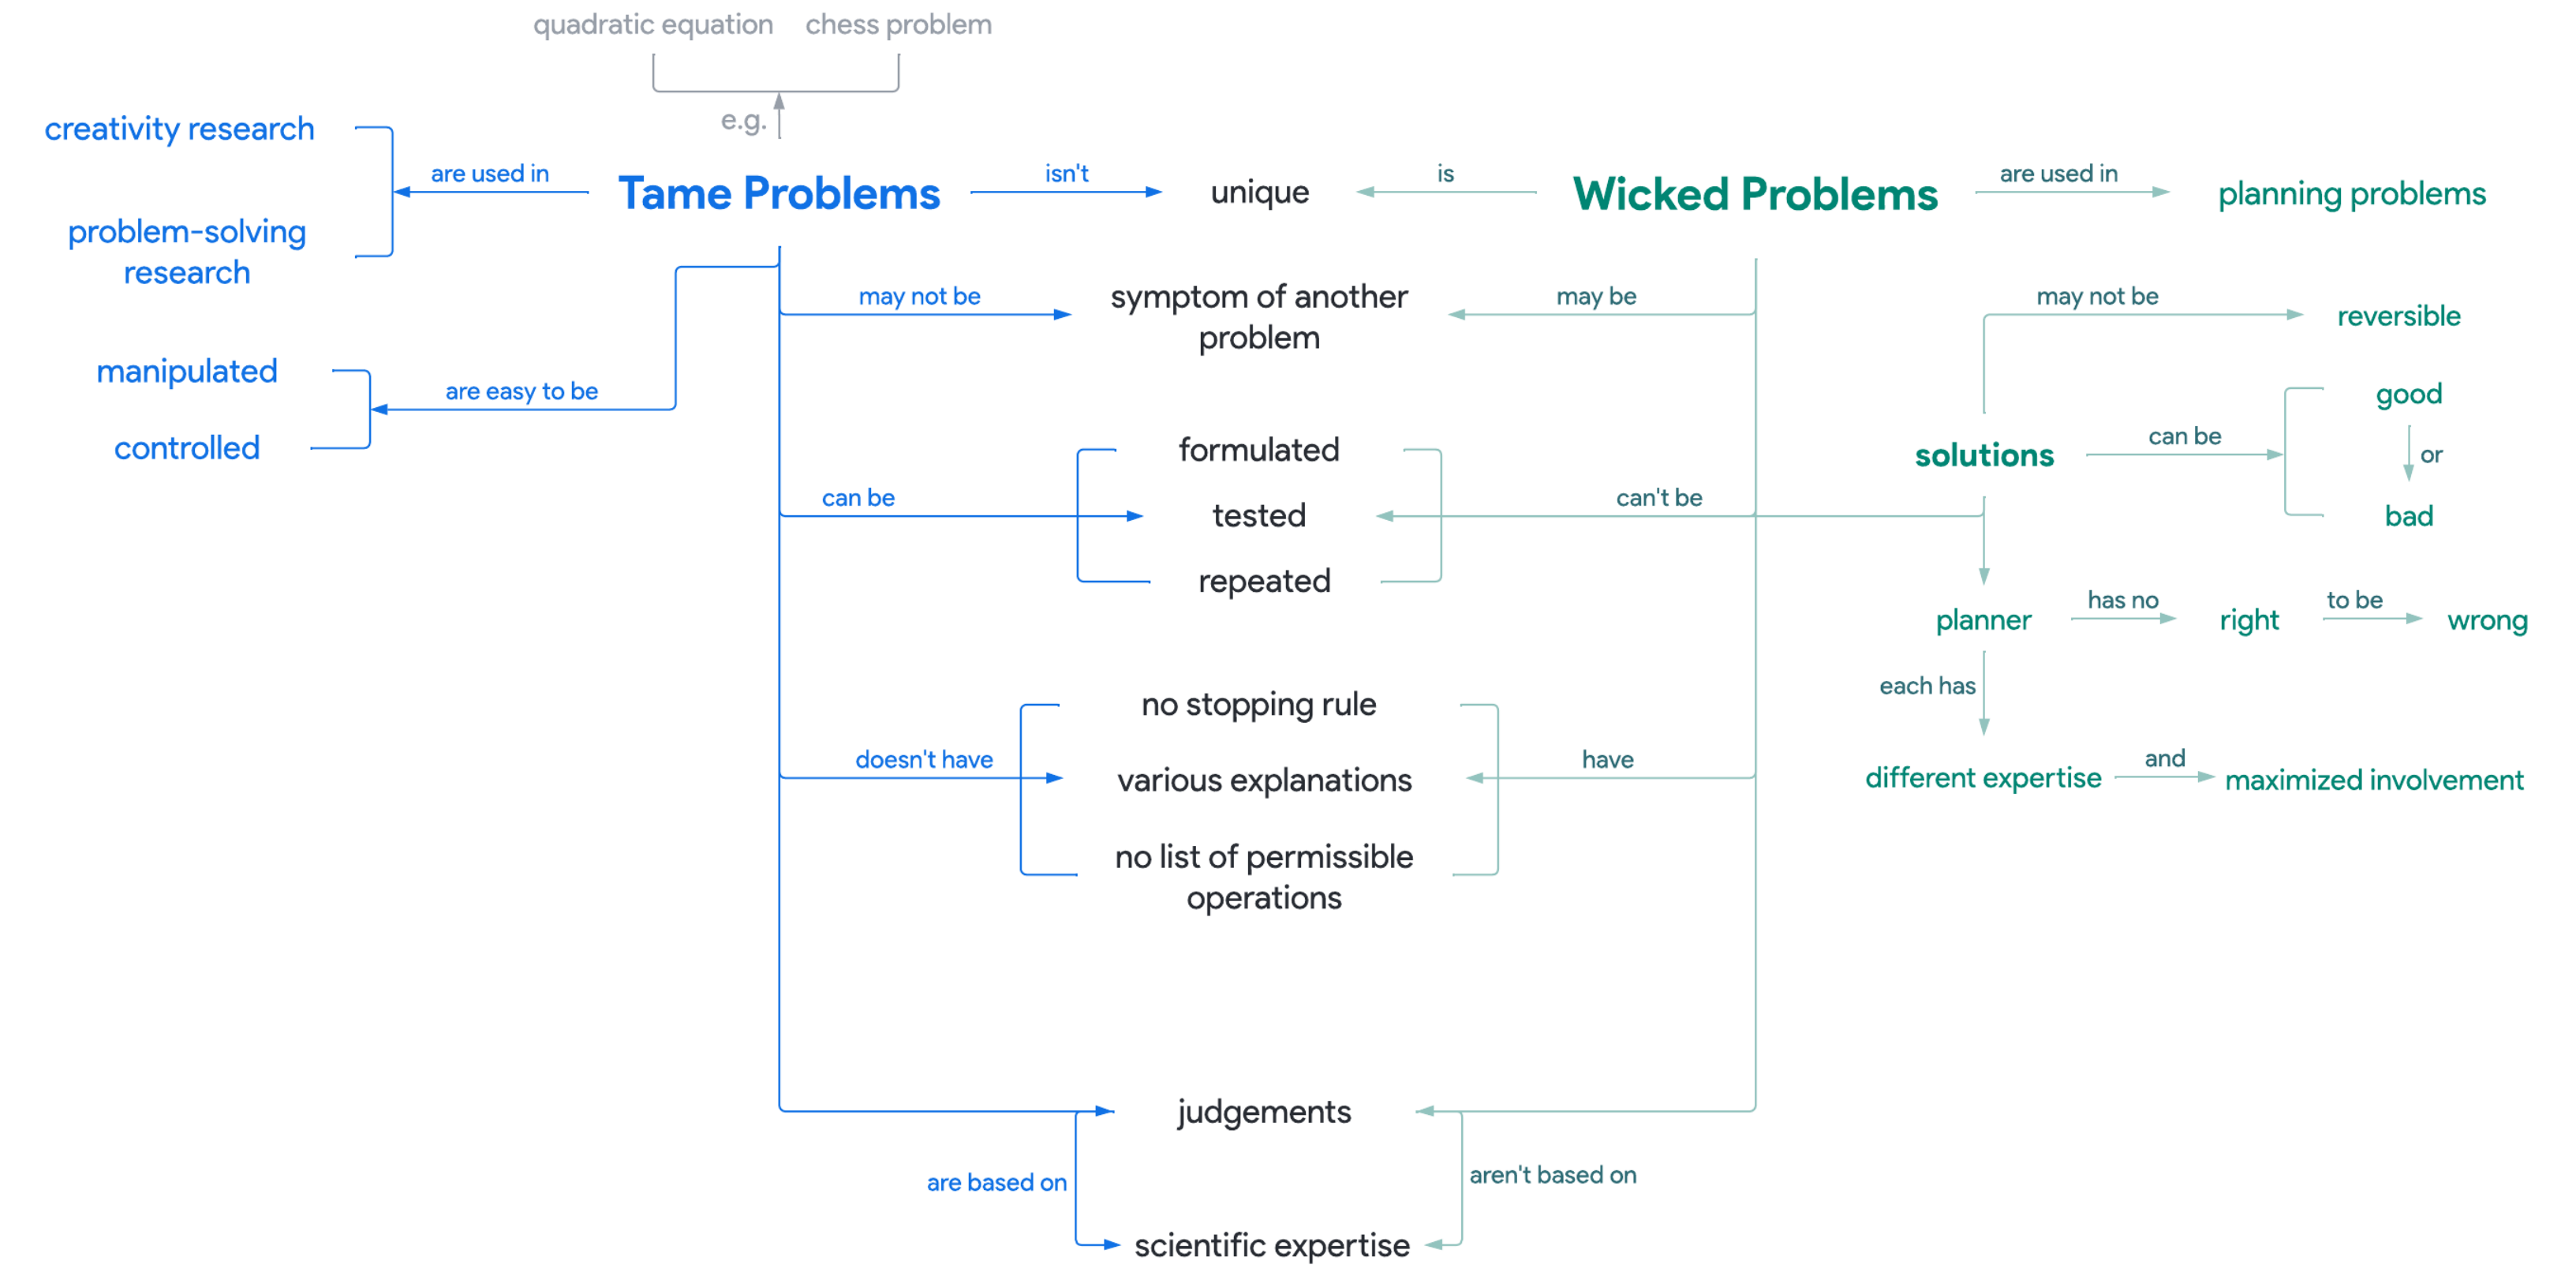 quadratic equation
chess problem
e.g.
creativity research
are used in
problem-solving
research
Tame Problems
isn't
unique
is
Wicked Problems
are used in
planning problems
may not be
symptom of another
problem
may be
may not be
reversible
manipulated
are easy to be
controlled
formulated
can be
tested
can't be
repeated
solutions
can be
good
or
bad
planner
has no
right
to be
wrong
each has
different expertise
and
maximized involvement
no stopping rule
doesn't have
various explanations
have
no list of permissible
operations
judgements
are based on
aren't based on
scientific expertise